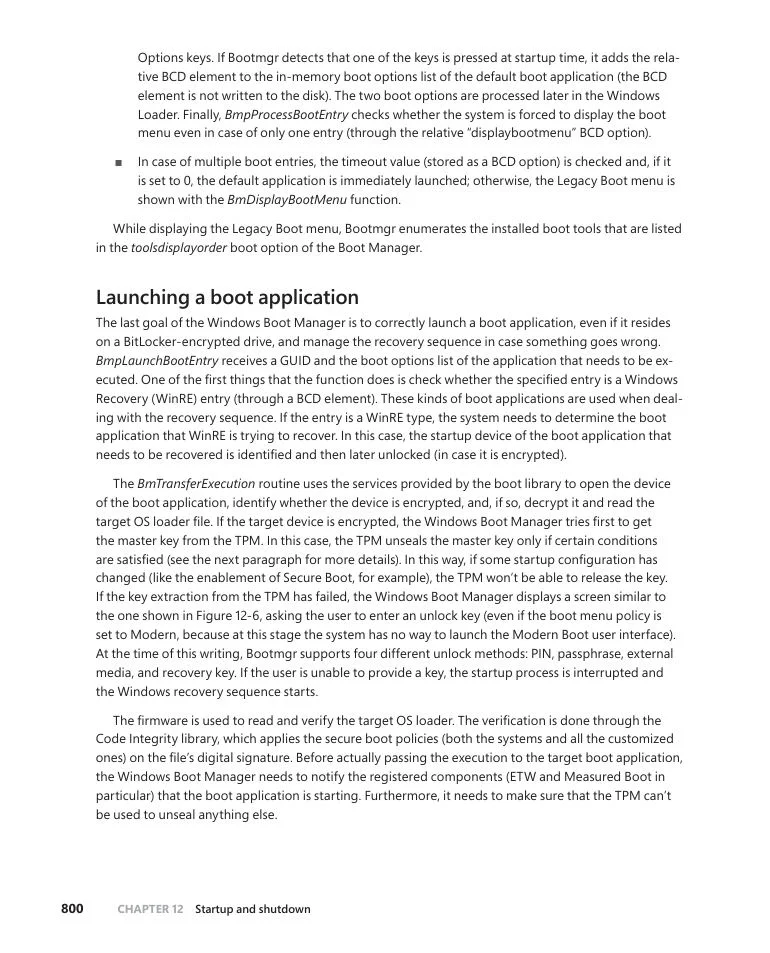 Options keys. If Bootmgr detects that one of the keys is pressed at startup time, it adds the rela-
tive BCD element to the in-memory boot options list of the default boot application (the BCD
element is not written to the disk). The two boot options are processed later in the Windows
Loader. Finally, BmpProcessBootEntry checks whether the system is forced to display the boot
menu even in case of only one entry (through the relative “displaybootmenu” BCD option).
■ In case of multiple boot entries, the timeout value (stored as a BCD option) is checked and, if it
is set to 0, the default application is immediately launched; otherwise, the Legacy Boot menu is
shown with the BmDisplayBootMenu function.
While displaying the Legacy Boot menu, Bootmgr enumerates the installed boot tools that are listed
in the toolsdisplayorder boot option of the Boot Manager.
Launching a boot application
The last goal of the Windows Boot Manager is to correctly launch a boot application, even if it resides
on a BitLocker-encrypted drive, and manage the recovery sequence in case something goes wrong.
BmpLaunchBootEntry receives a GUID and the boot options list of the application that needs to be ex-
ecuted. One of the first things that the function does is check whether the specified entry is a Windows
Recovery (WinRE) entry (through a BCD element). These kinds of boot applications are used when deal-
ing with the recovery sequence. If the entry is a WinRE type, the system needs to determine the boot
application that WinRE is trying to recover. In this case, the startup device of the boot application that
needs to be recovered is identified and then later unlocked (in case it is encrypted).
The BmTransferExecution routine uses the services provided by the boot library to open the device
of the boot application, identify whether the device is encrypted, and, if so, decrypt it and read the
target OS loader file. If the target device is encrypted, the Windows Boot Manager tries first to get
the master key from the TPM. In this case, the TPM unseals the master key only if certain conditions
are satisfied (see the next paragraph for more details). In this way, if some startup configuration has
changed (like the enablement of Secure Boot, for example), the TPM won’t be able to release the key.
If the key extraction from the TPM has failed, the Windows Boot Manager displays a screen similar to
the one shown in Figure 12-6, asking the user to enter an unlock key (even if the boot menu policy is
set to Modern, because at this stage the system has no way to launch the Modern Boot user interface).
At the time of this writing, Bootmgr supports four different unlock methods: PIN, passphrase, external
media, and recovery key. If the user is unable to provide a key, the startup process is interrupted and
the Windows recovery sequence starts.
The firmware is used to read and verify the target OS loader. The verification is done through the
Code Integrity library, which applies the secure boot policies (both the systems and all the customized
ones) on the file’s digital signature. Before actually passing the execution to the target boot application,
the Windows Boot Manager needs to notify the registered components (ETW and Measured Boot in
particular) that the boot application is starting. Furthermore, it needs to make sure that the TPM can’t
be used to unseal anything else.
800 CHAPTER 12 Startup and shutdown